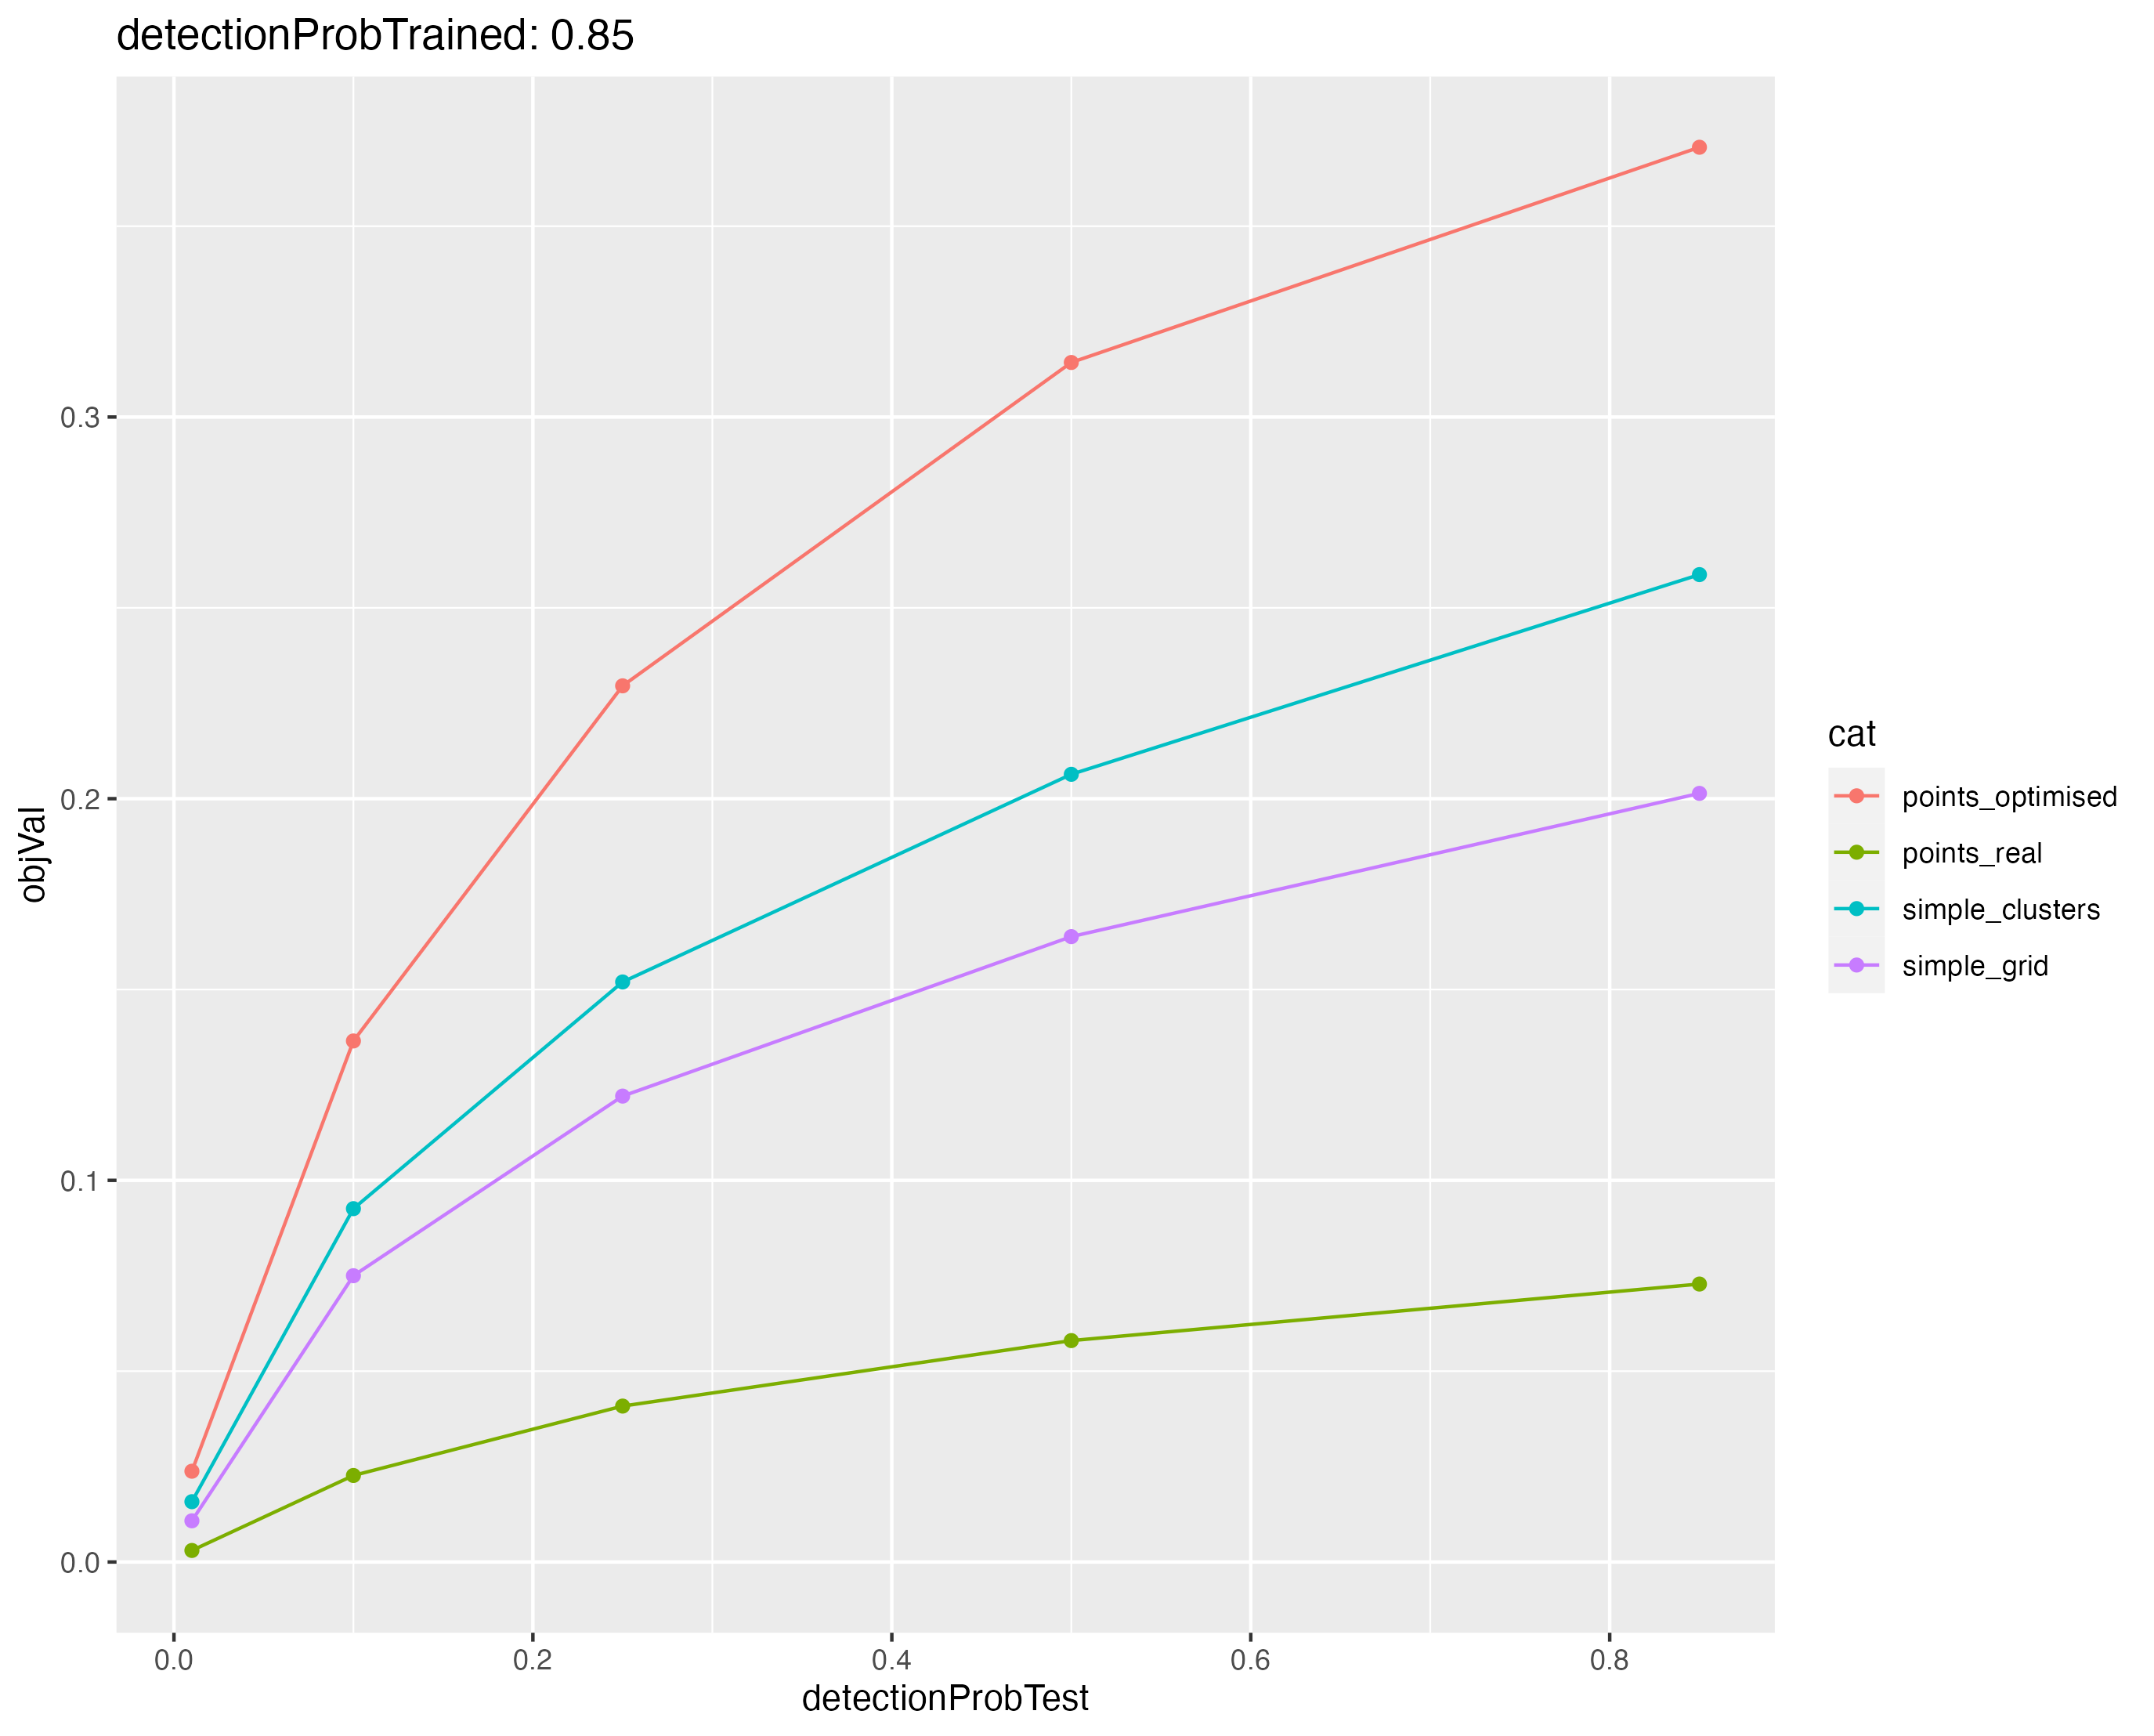 detectionProbTrained: 0.85
objVal
0.3
0.2
0.1
0.0
0.0 0.2 0.4 0.6 0.8
detectionProbTest
cat
points_optimised
points_real
simple_clusters
simple_grid